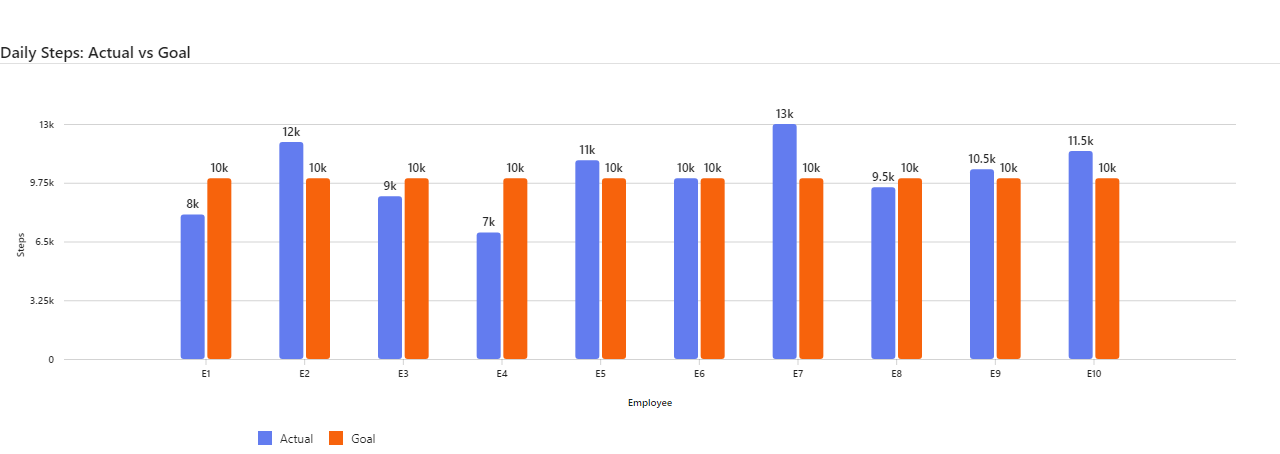 Daily Steps: Actual vs Goal
13k
13k
12k
11.5k
11k
10k 10k 10k 10k 10k 10k 10k 10k 10k 10k 10k
10.5k
9.5k
9k
9.75k
8k
7k
6.5k
Steps
3.25k
0
E1 E2 E3 E4 E5 E6 E7 E8 E9 E10
Employee
Actual Goal